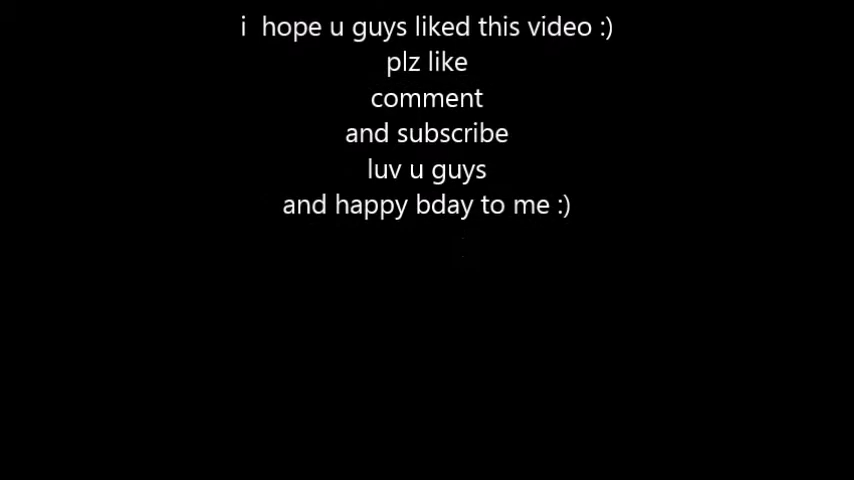 i  hope u guys liked this video :)
plz like
comment
and subscribe
luv u guys
and happy bday to me :)